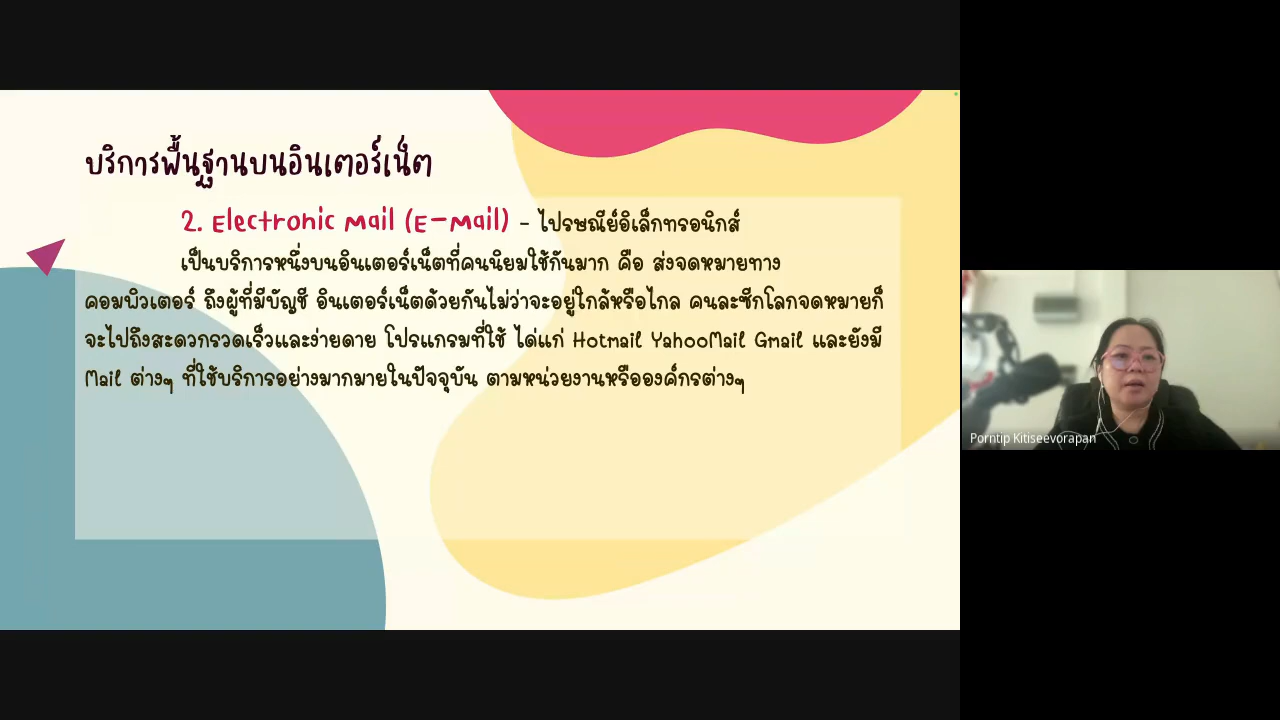 บริการพื้นฐานบนอินเตอร์เน็ต
2. Electronic Mail (E-Mail) - ไปรษณีย์อิเล็กทรอนิกส์
เป็นบริการหนึ่งบนอินเตอร์เน็ตที่คนนิยมใช้กันมาก คือ ส่งจดหมายทาง
คอมพิวเตอร์ ถึงผู้ที่มีบัญชี อินเตอร์เน็ตด้วยกันไม่ว่าจะอยู่ใกล้หรือไกล คนละซีกโลกจดหมายก็
จะไปถึงสะดวกรวดเร็วและง่ายดาย โปรแกรมที่ใช้ ได่แก่ Hotmail YahooMail Gmail และยังมี
Mail ต่างๆ ที่ใช้บริการอย่างมากมายในปัจจุบัน ตามหน่วยงานหรือองค์กรต่างๆ
Porntip Kitiseevorapan